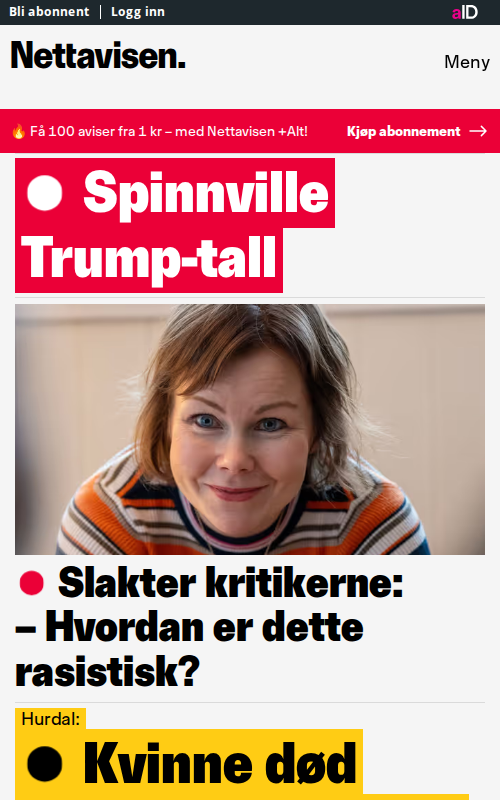 Bli abonnent | Logg inn
aID
Nettavisen.
Meny
🔥 Få 100 aviser fra 1 kr – med Nettavisen +Alt!
Kjøp abonnement →
Spinnville
Trump-tall
Slakter kritikerne:
– Hvordan er dette
rasistisk?
Hurdal:
Kvinne død